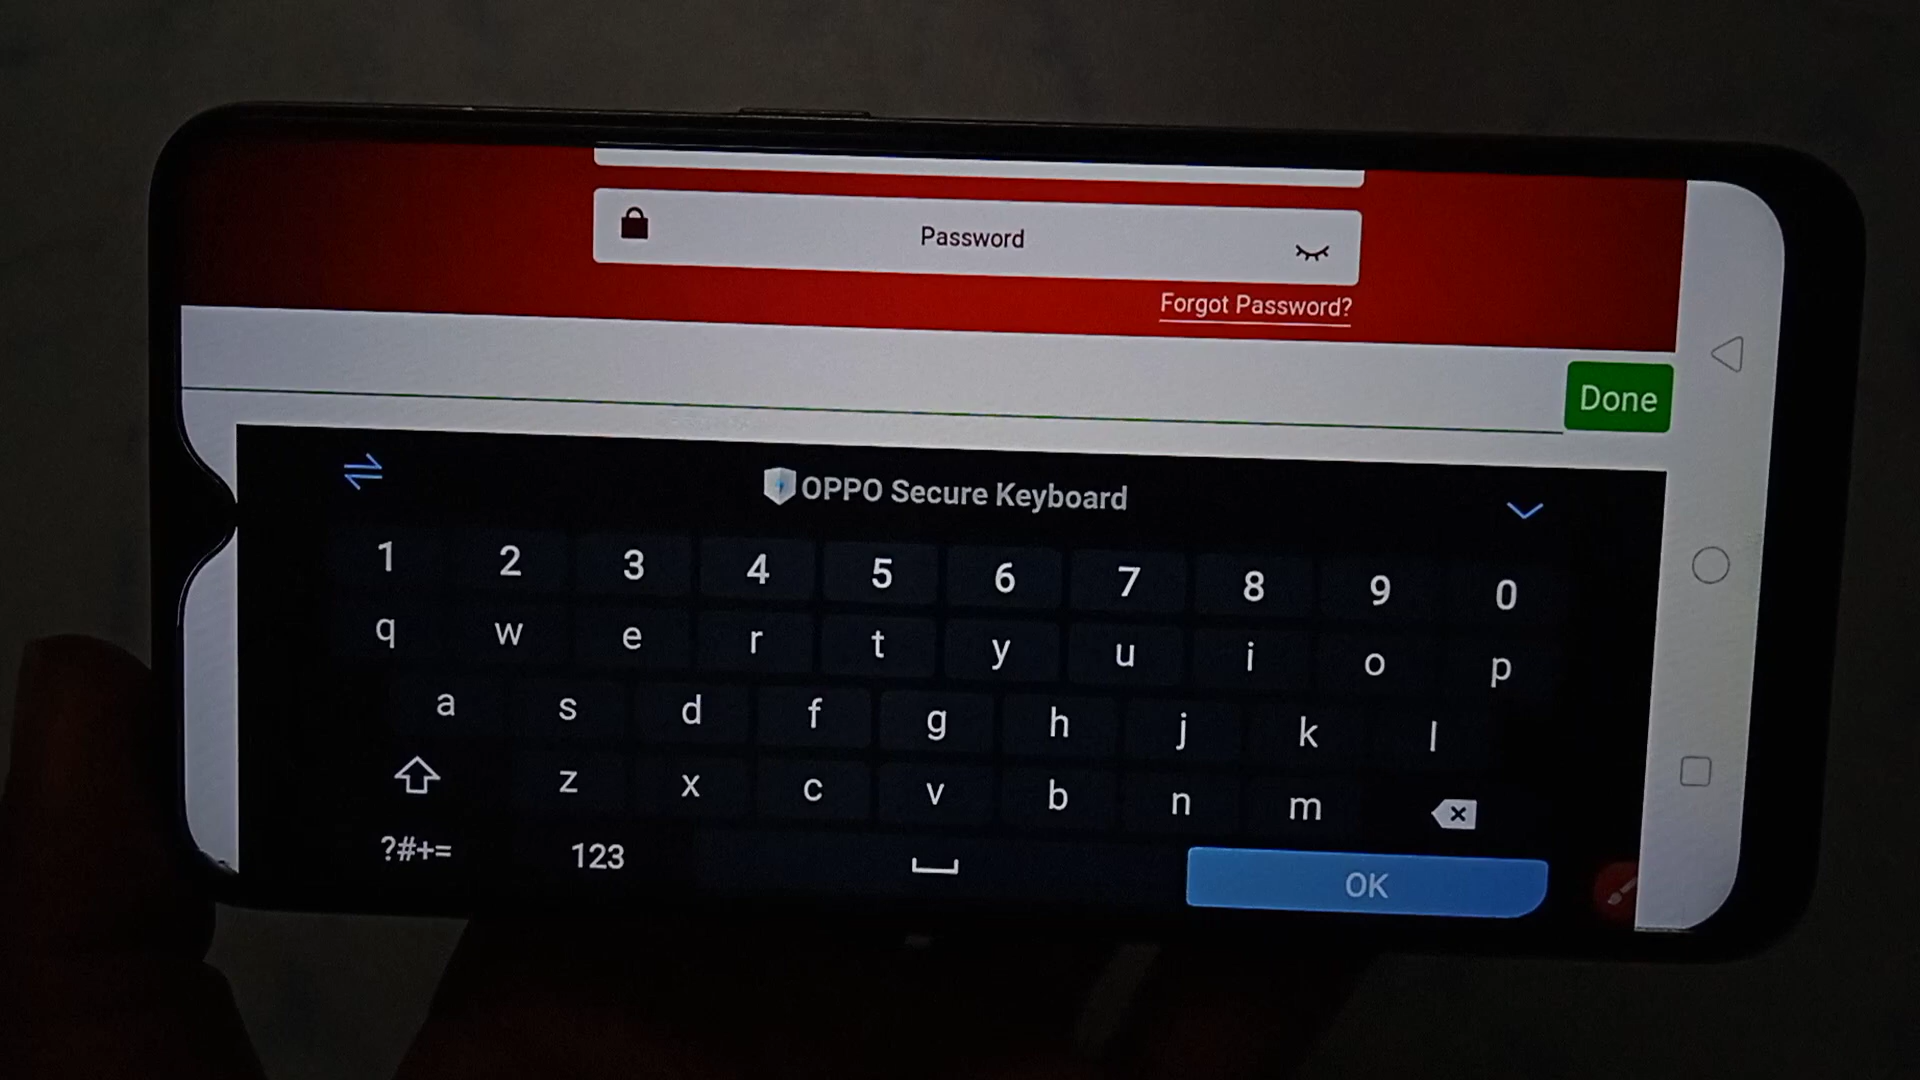 Password
Forgot Password?
Done
OPPO Secure Keyboard
1 2 3 4 5 6 7 8 9 0
q w e r t y u i o p
a s d f g h j k l
z x c v b n m
?#+= 123 OK